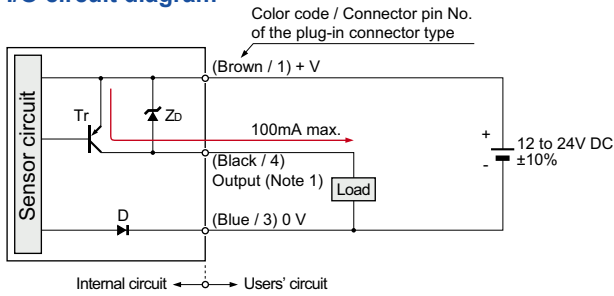 I/O circuit diagram
Color code / Connector pin No.
of the plug-in connector type
(Brown / 1) + V
Sensor circuit
Tr
ZD
100mA max.
+
12 to 24V DC
-
±10%
(Black / 4)
Output (Note 1)
Load
D
(Blue / 3) 0 V
Internal circuit
Users' circuit